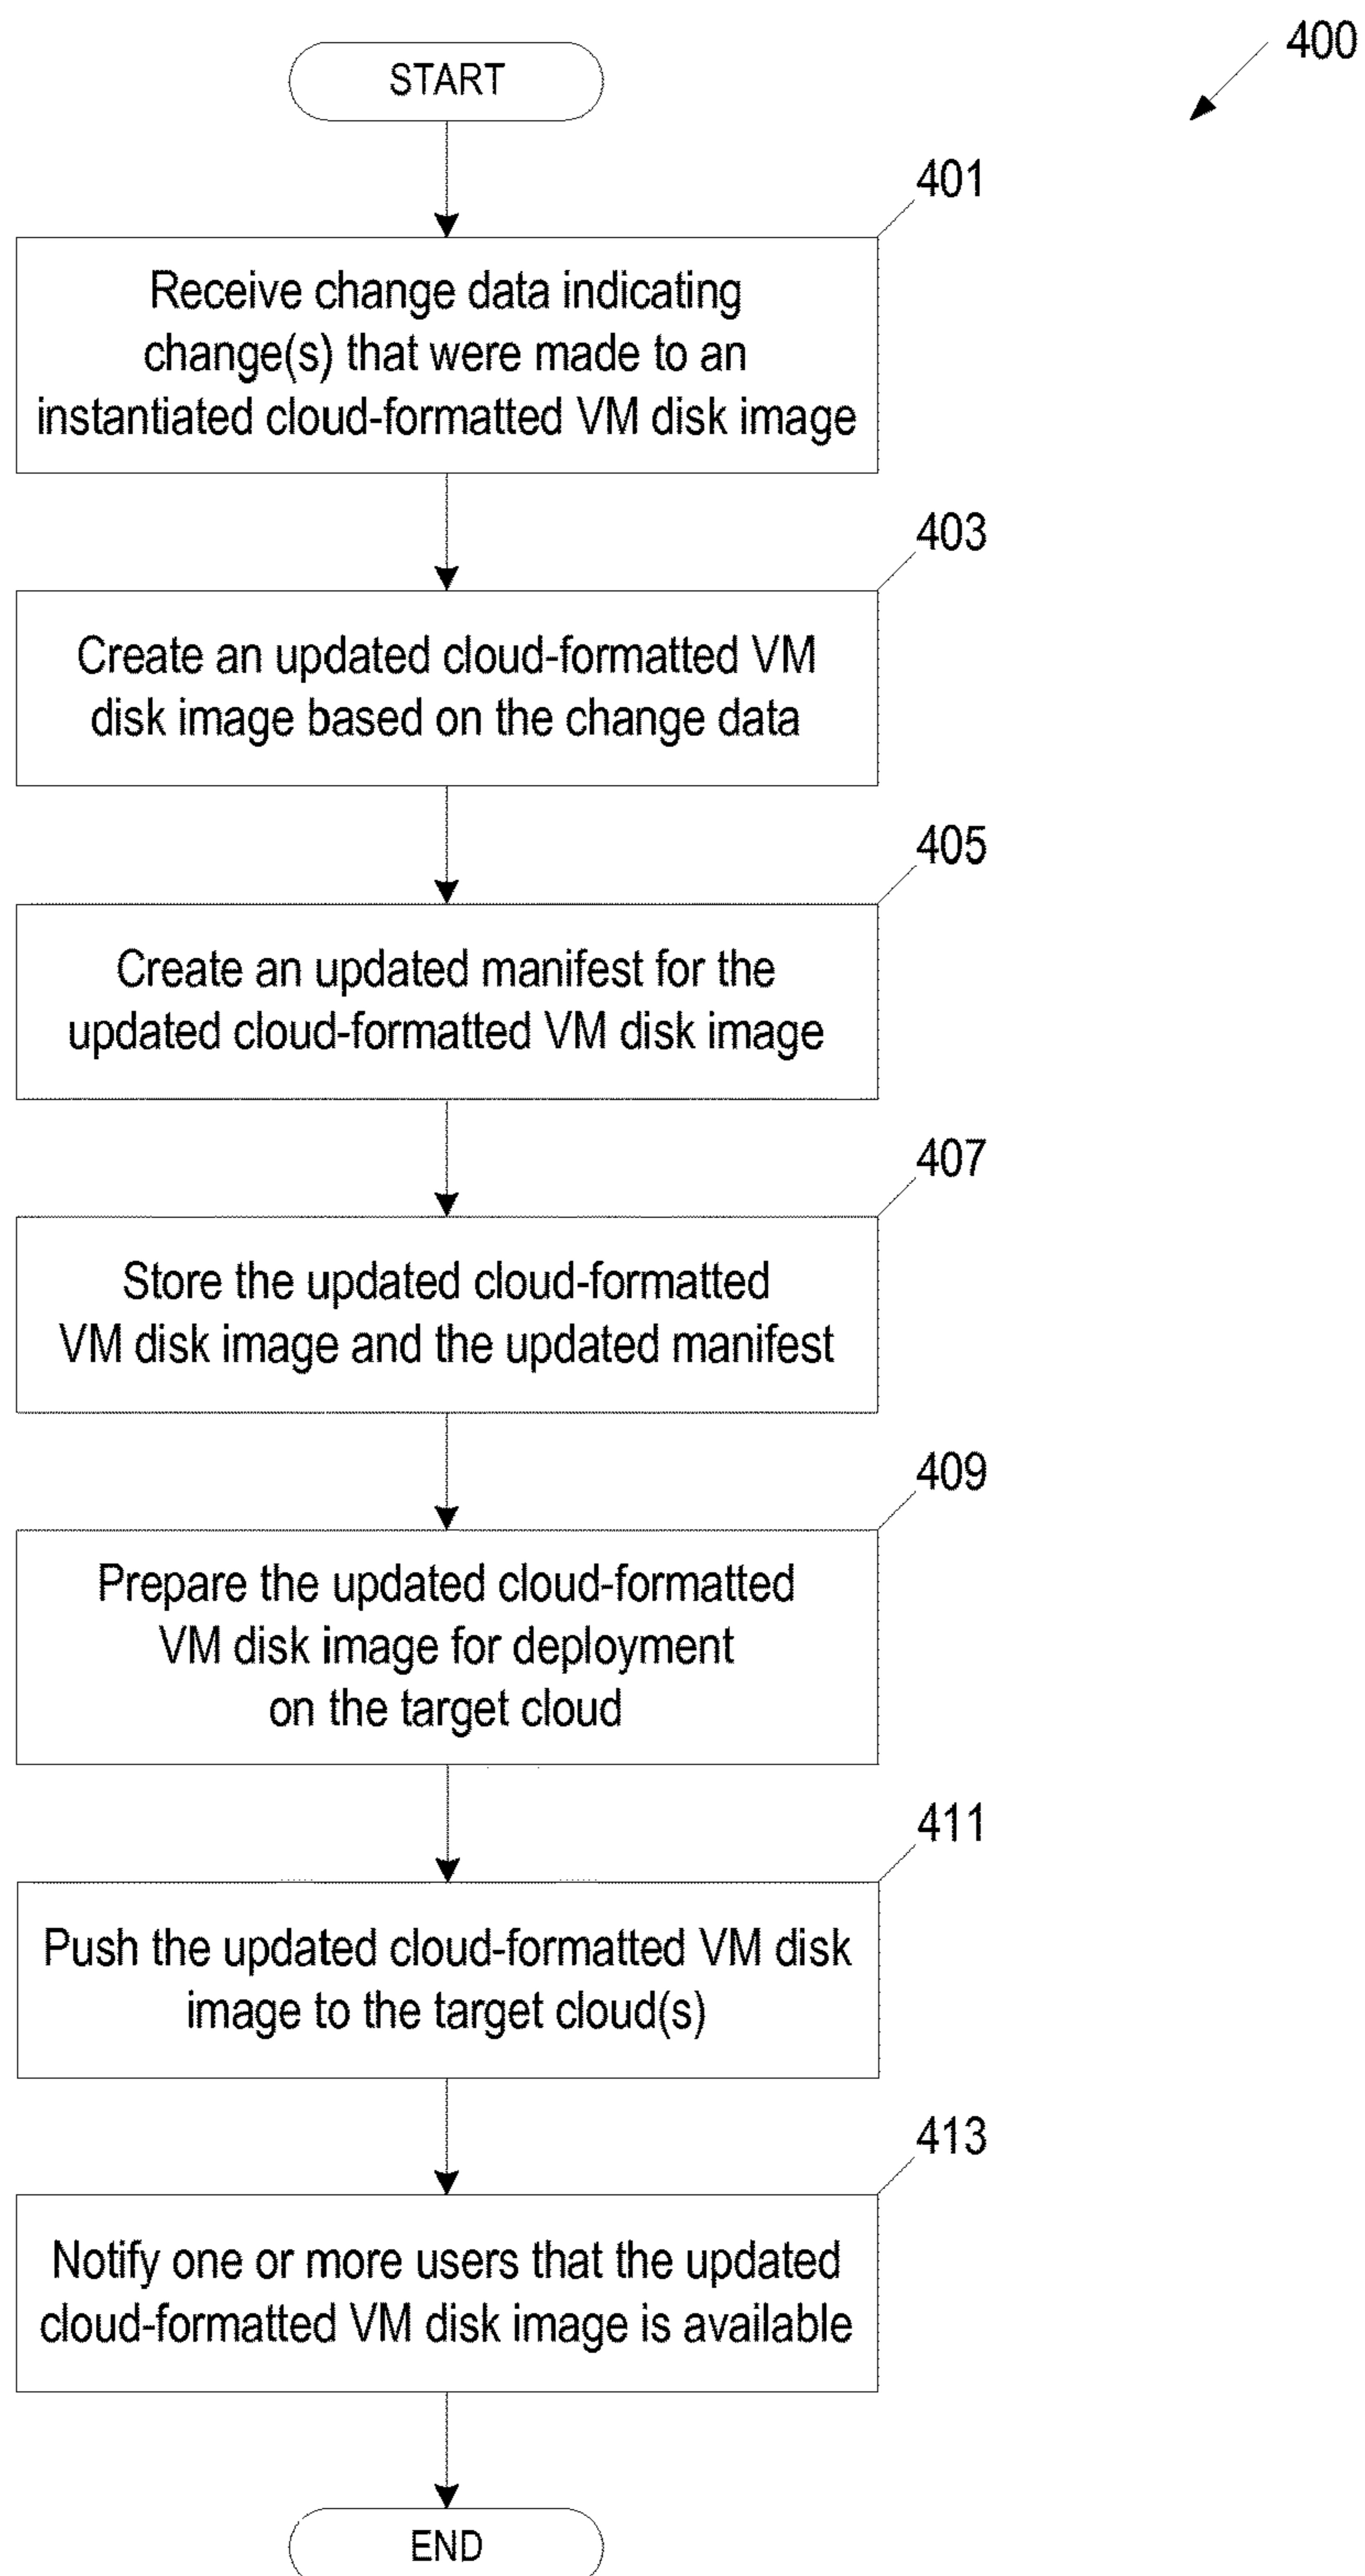 400
START
401
Receive change data indicating
change(s) that were made to an
instantiated cloud-formatted VM disk image
403
Create an updated cloud-formatted VM
disk image based on the change data
405
Create an updated manifest for the
updated cloud-formatted VM disk image
407
Store the updated cloud-formatted
VM disk image and the updated manifest
409
Prepare the updated cloud-formatted
VM disk image for deployment
on the target cloud
411
Push the updated cloud-formatted VM disk
image to the target cloud(s)
413
Notify one or more users that the updated
cloud-formatted VM disk image is available
END